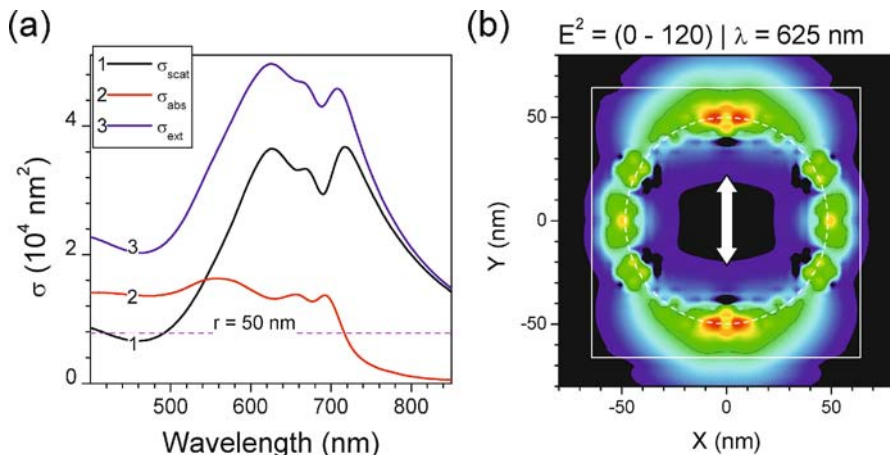 (a)
1 σscat
2 σabs
3 σext
σ (10⁴ nm²)
4
2
0
3
2
1
r = 50 nm
500 600 700 800
Wavelength (nm)
(b)
E² = (0 - 120) | λ = 625 nm
50
0
-50
Y (nm)
-50 0 50
X (nm)